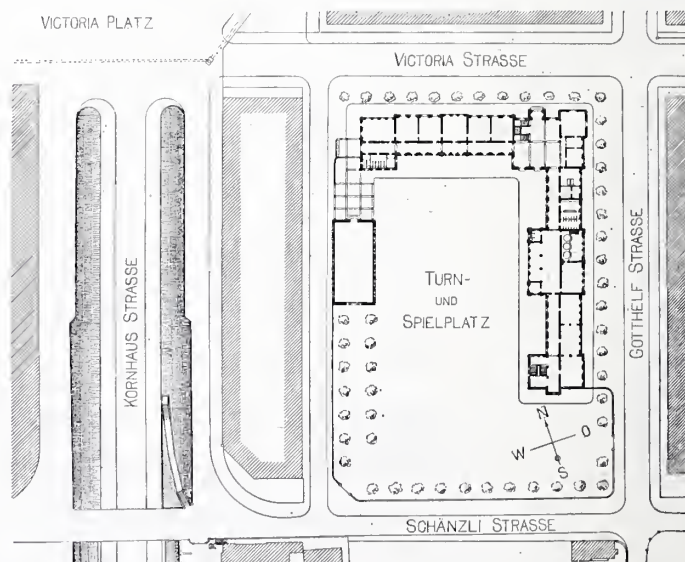 VICTORIA PLATZ
VICTORIA STRASSE
KORNHAUS STRASSE
TURN-
UND
SPIELPLATZ
GOTTHELF STRASSE
N
W
O
S
SCHÄNZLI STRASSE